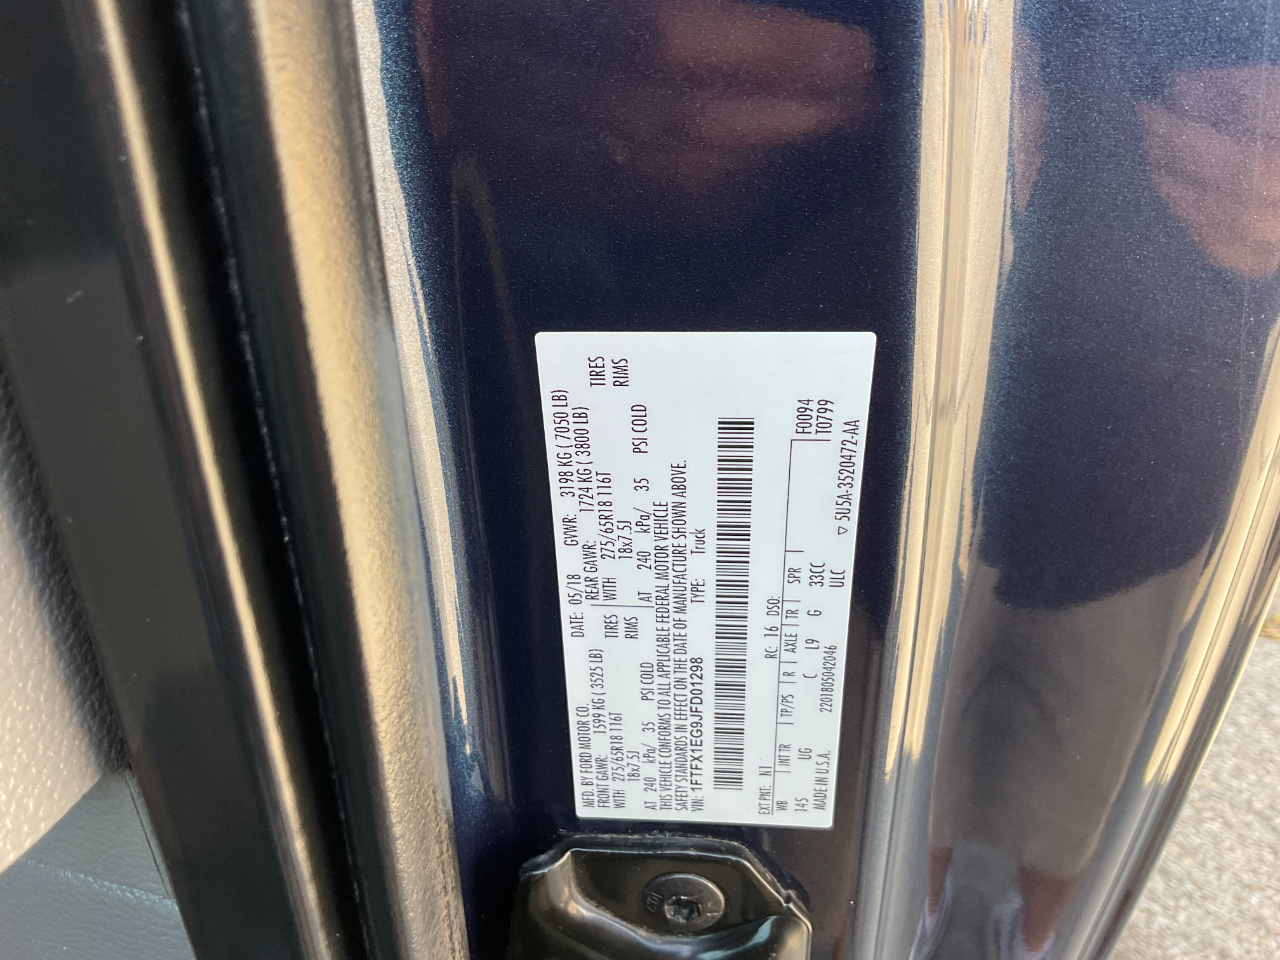 MFD. BY FORD MOTOR CO.
DATE: 05/18 GVWR: 3198 KG ( 7050 LB)
FRONT GAWR: 1599 KG ( 3525 LB)
REAR GAWR: 1724 KG ( 3800 LB)
WITH 275/65R18 116T TIRES
WITH 275/65R18 116T TIRES
18x7.5J RIMS
18x7.5J RIMS
AT 240 kPa/ 35 PSI COLD
AT 240 kPa/ 35 PSI COLD
THIS VEHICLE CONFORMS TO ALL APPLICABLE FEDERAL MOTOR VEHICLE
SAFETY STANDARDS IN EFFECT ON THE DATE OF MANUFACTURE SHOWN ABOVE.
VIN: 1FTFX1EG9JFD01298
TYPE: Truck
EXT PNT: N1 RC: 16 DSO:
WB INT TR TP/PS R AXLE TR SPR
F0094
145 UG C L9 G 33CC
T0799
MADE IN U.S.A. 2201805042046 ULC
▽ 5U5A-3520472-AA